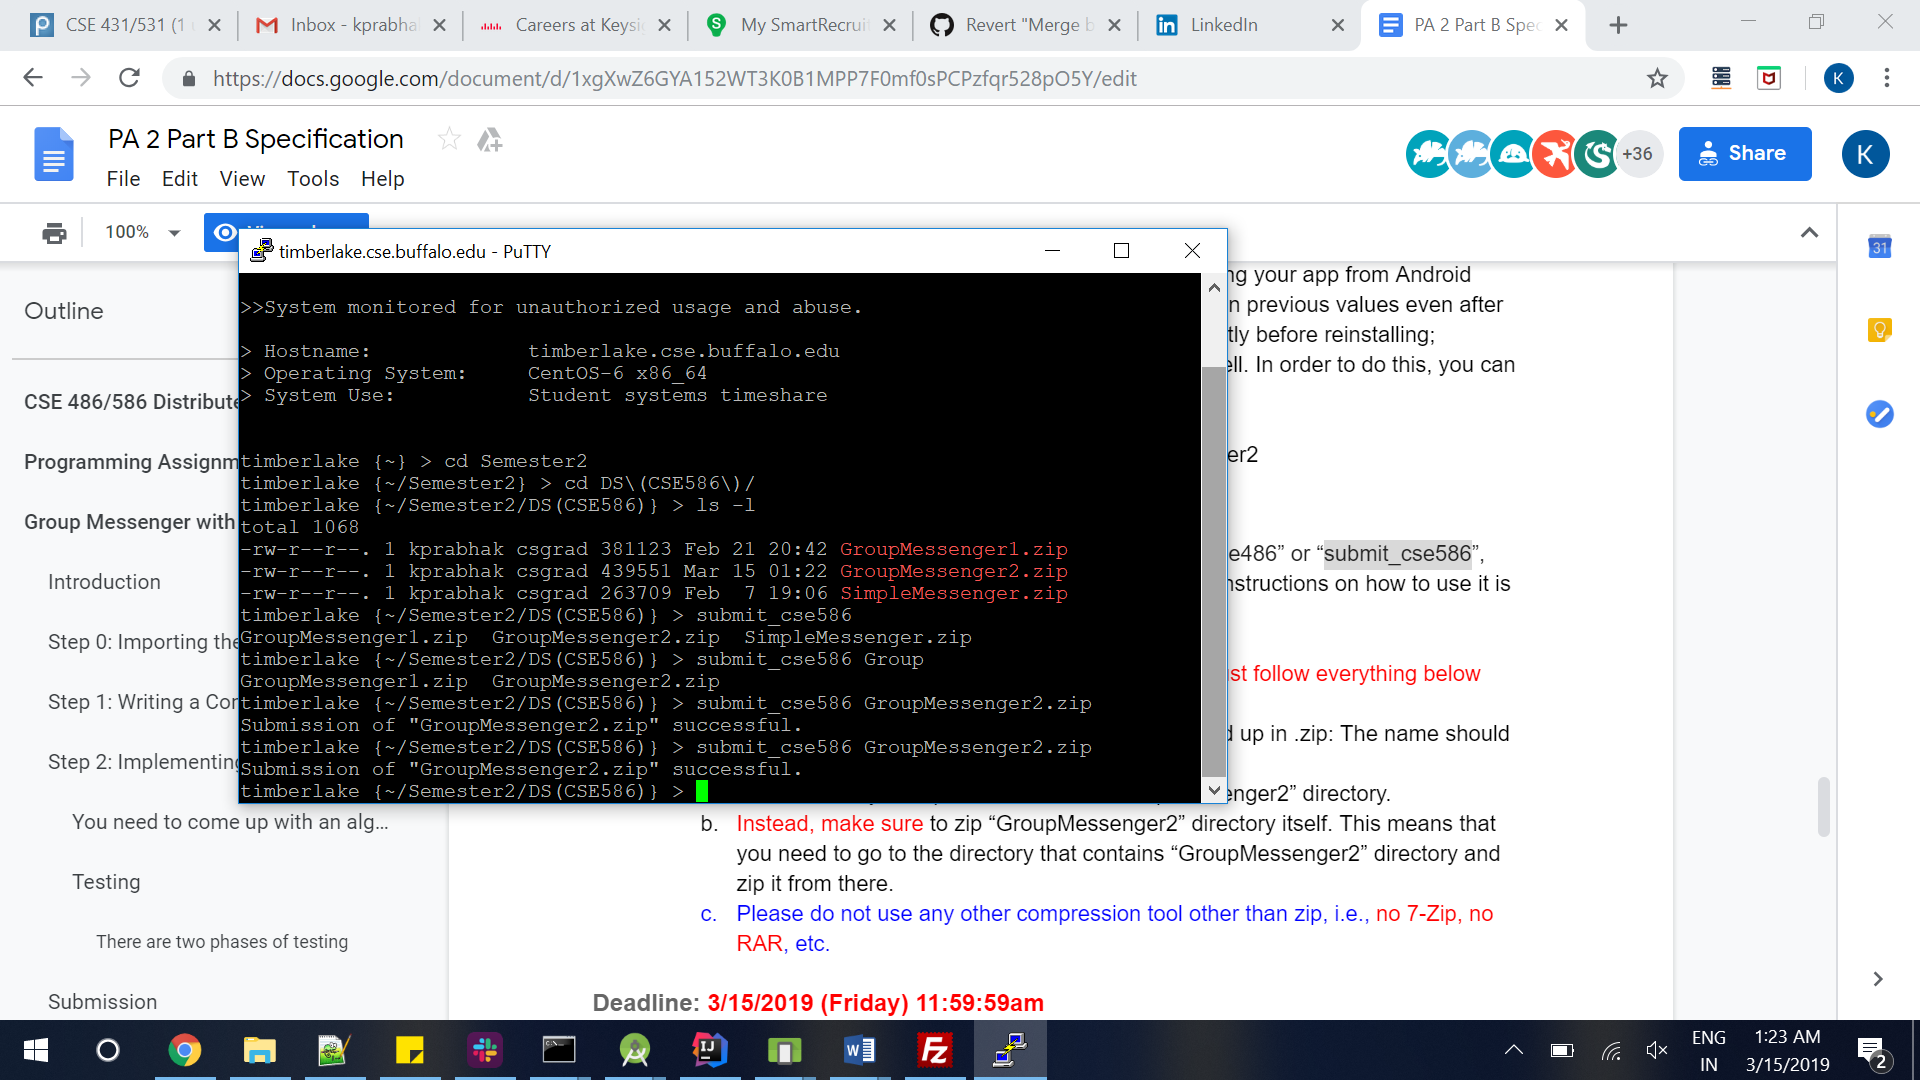 CSE 431/531 (1
Inbox - kprabha
Careers at Keysi
My SmartRecruit
Revert "Merge b
LinkedIn
PA 2 Part B Spec
https://docs.google.com/document/d/1xgXwZ6GYA152WT3K0B1MPP7F0mf0sPCPzfqr528pO5Y/edit
K
PA 2 Part B Specification
File Edit View Tools Help
+36
Share
K
100%
31
timberlake.cse.buffalo.edu - PuTTY
Outline
CSE 486/586 Distribute
Programming Assignm
Group Messenger with
Introduction
Step 0: Importing the
Step 1: Writing a Con
Step 2: Implementing
You need to come up with an alg...
Testing
There are two phases of testing
Submission
>>System monitored for unauthorized usage and abuse.
> Hostname: timberlake.cse.buffalo.edu
> Operating System: CentOS-6 x86_64
> System Use: Student systems timeshare
timberlake {~} > cd Semester2
timberlake {~/Semester2} > cd DS\(CSE586\)/
timberlake {~/Semester2/DS(CSE586)} > ls -l
total 1068
-rw-r--r--. 1 kprabhak csgrad 381123 Feb 21 20:42 GroupMessenger1.zip
-rw-r--r--. 1 kprabhak csgrad 439551 Mar 15 01:22 GroupMessenger2.zip
-rw-r--r--. 1 kprabhak csgrad 263709 Feb  7 19:06 SimpleMessenger.zip
timberlake {~/Semester2/DS(CSE586)} > submit_cse586
GroupMessenger1.zip  GroupMessenger2.zip  SimpleMessenger.zip
timberlake {~/Semester2/DS(CSE586)} > submit_cse586 Group
GroupMessenger1.zip  GroupMessenger2.zip
timberlake {~/Semester2/DS(CSE586)} > submit_cse586 GroupMessenger2.zip
Submission of "GroupMessenger2.zip" successful.
timberlake {~/Semester2/DS(CSE586)} > submit_cse586 GroupMessenger2.zip
Submission of "GroupMessenger2.zip" successful.
timberlake {~/Semester2/DS(CSE586)} >
ng your app from Android
n previous values even after
tly before reinstalling;
ell. In order to do this, you can
er2
e486” or “submit_cse586”,
nstructions on how to use it is
st follow everything below
d up in .zip: The name should
enger2” directory.
b. Instead, make sure to zip “GroupMessenger2” directory itself. This means that
you need to go to the directory that contains “GroupMessenger2” directory and
zip it from there.
c. Please do not use any other compression tool other than zip, i.e., no 7-Zip, no
RAR, etc.
Deadline: 3/15/2019 (Friday) 11:59:59am
ENG
IN
1:23 AM
3/15/2019
2